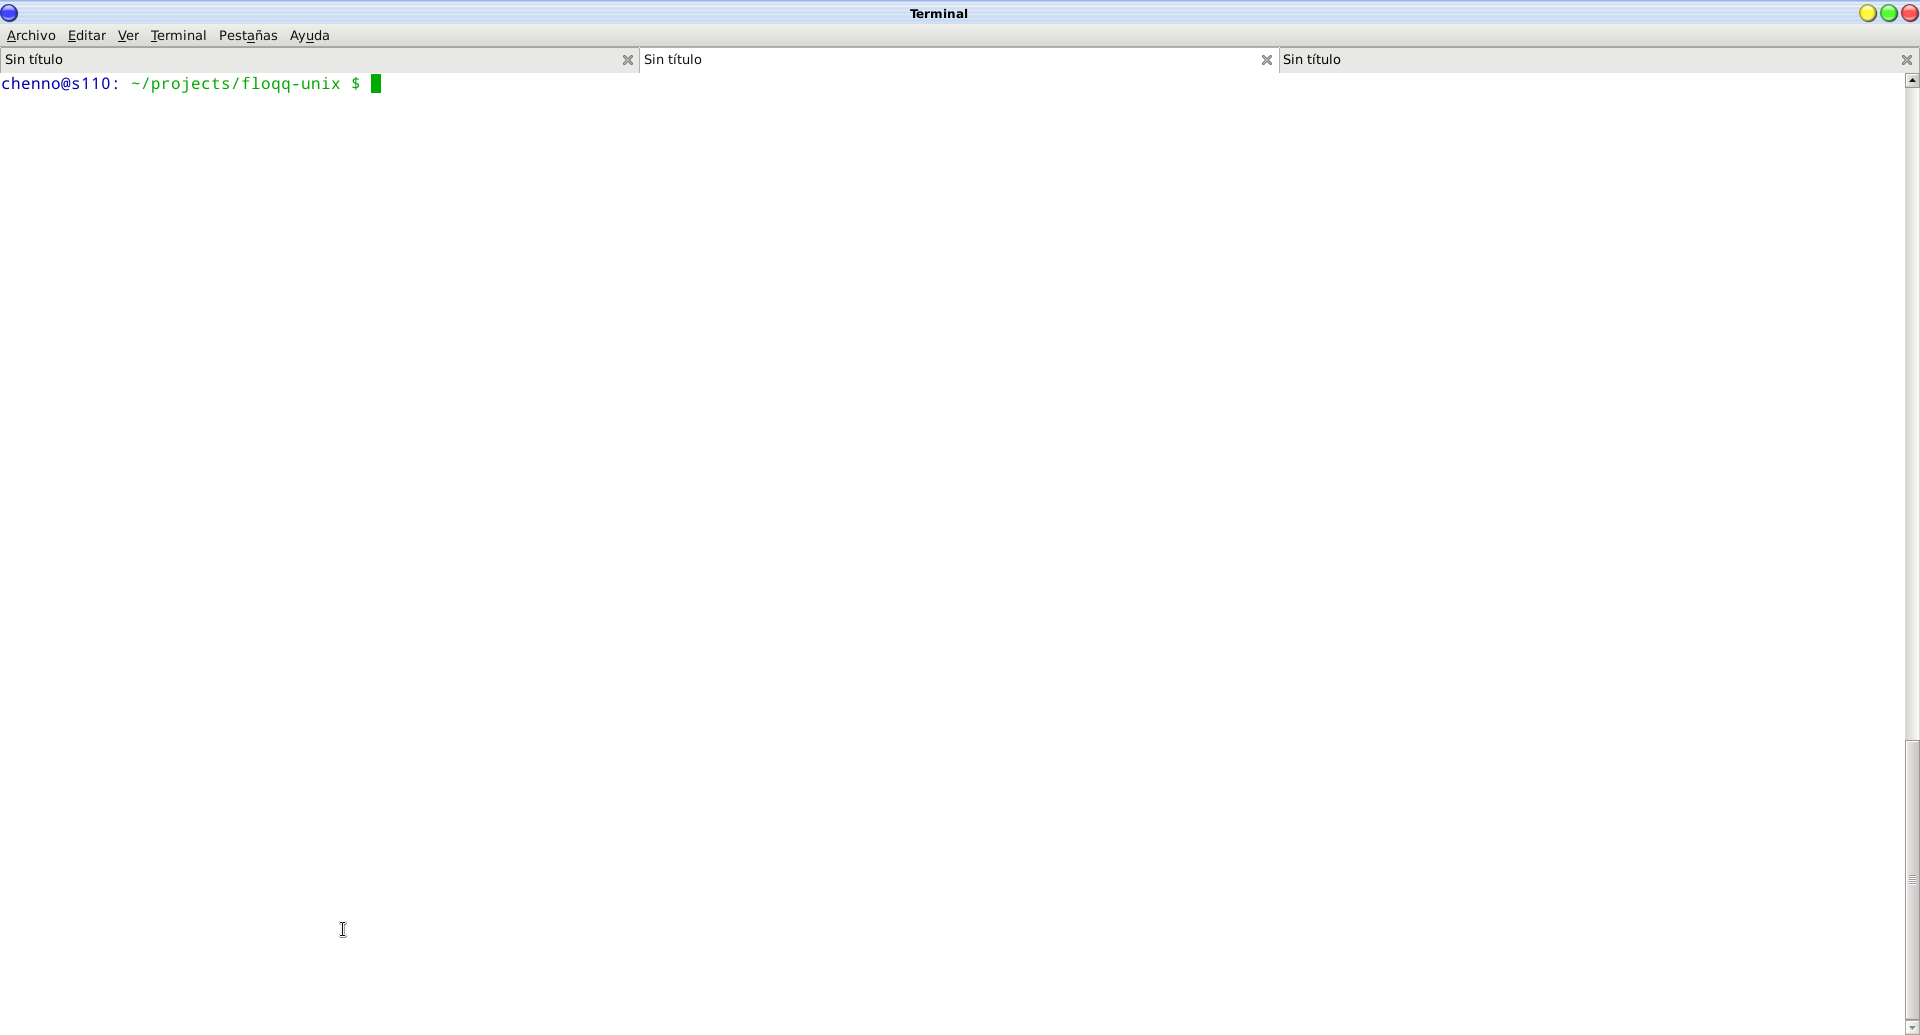 Terminal
Archivo Editar Ver Terminal Pestañas Ayuda
Sin título Sin título Sin título
chenno@s110: ~/projects/floqq-unix $